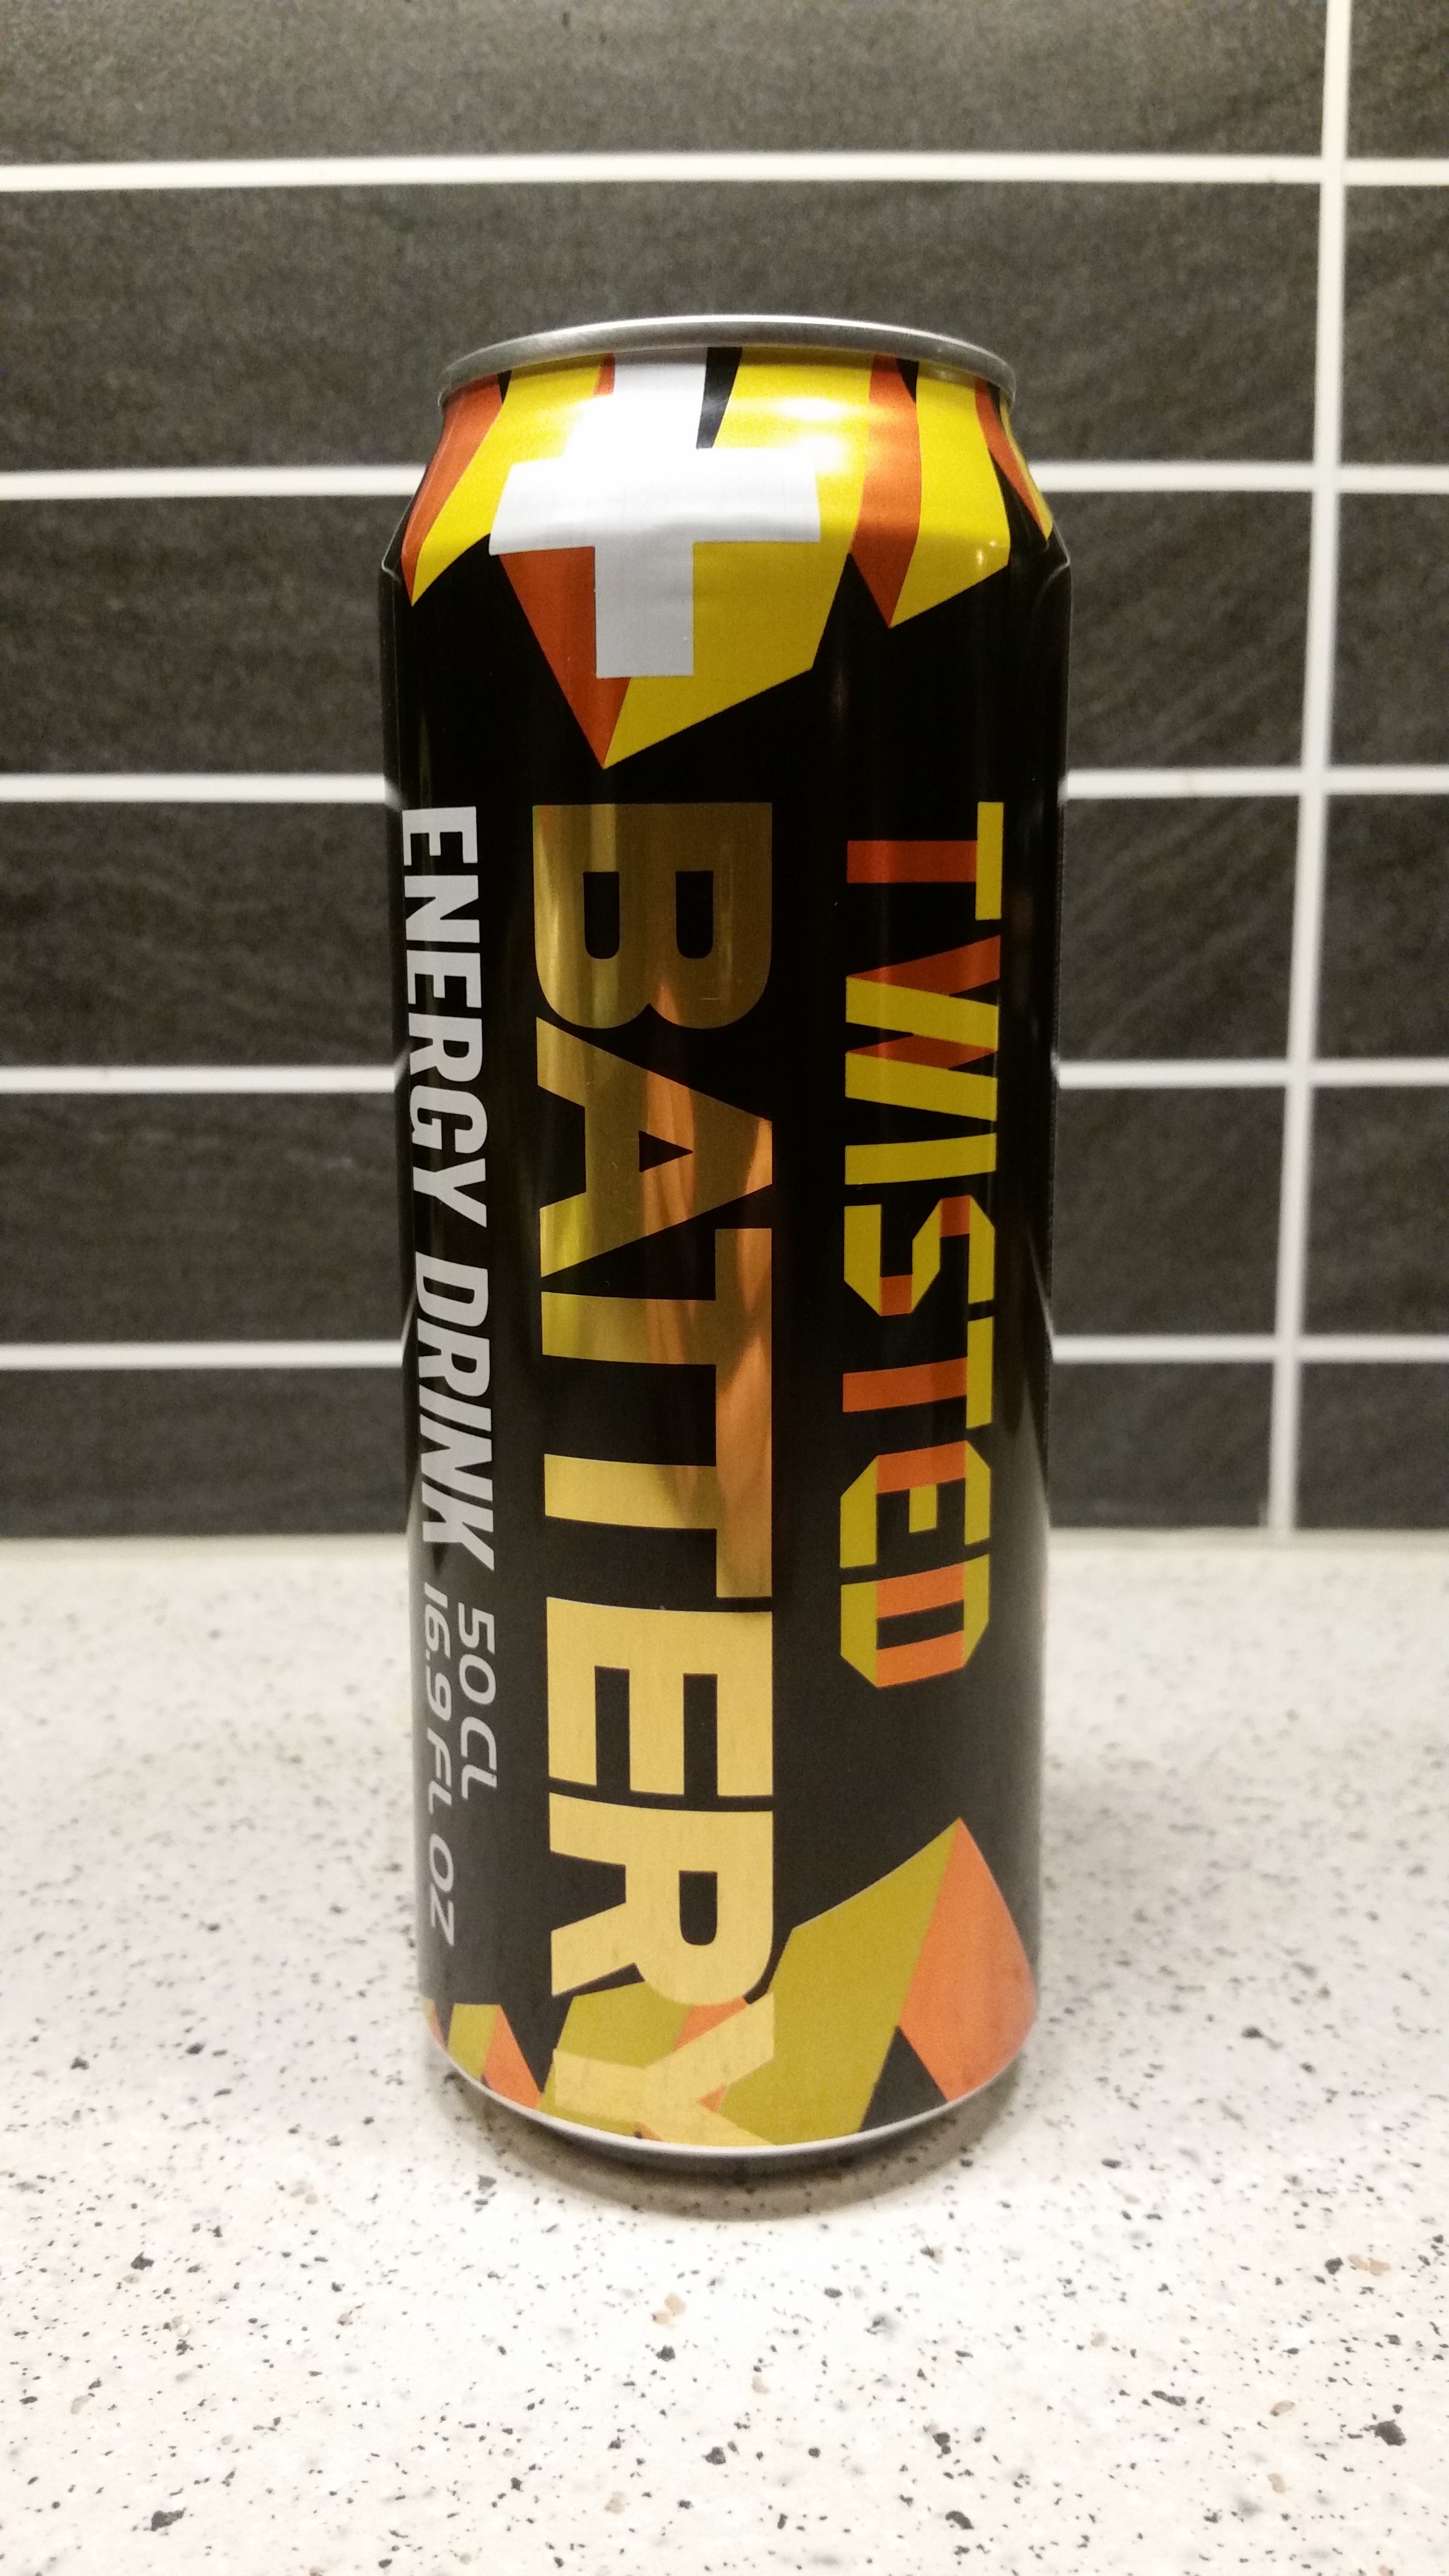 TWISTED
BATTERY
ENERGY DRINK
50 CL
16.9 FL OZ